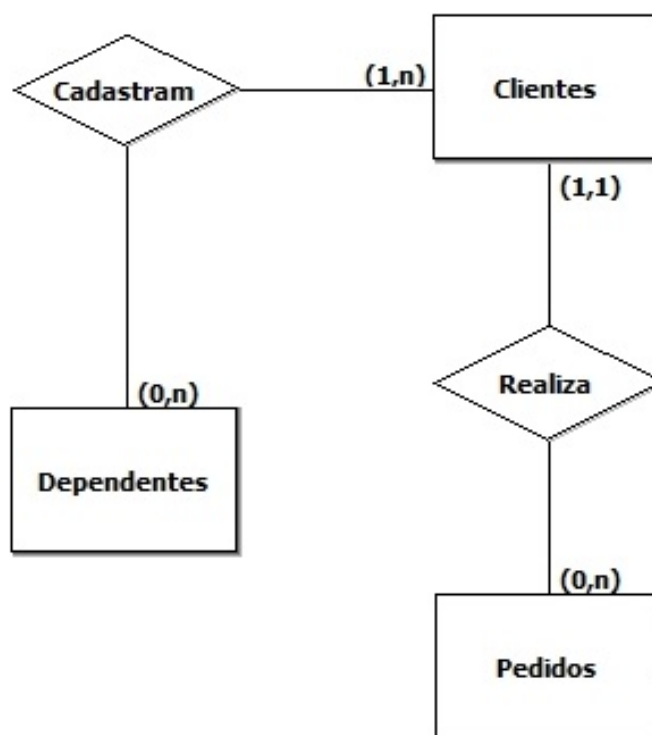 Cadastram
(1,n)
Clientes
(1,1)
Realiza
(0,n)
Dependentes
(0,n)
Pedidos